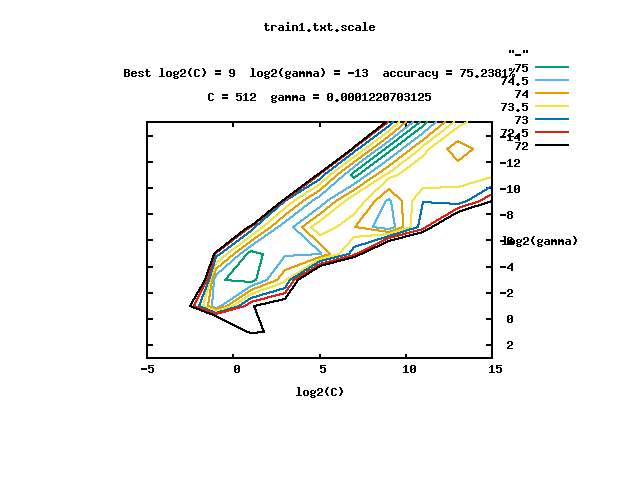 train1.txt.scale
"-"
75
Best log2(C) = 9 log2(gamma) = -13 accuracy = 75.2381%
74.5
74
C = 512 gamma = 0.0001220703125
73.5
73
72.5
-14
72
-12
-10
-8
-6
log2(gamma)
-4
-2
0
2
-5 0 5 10 15
log2(C)